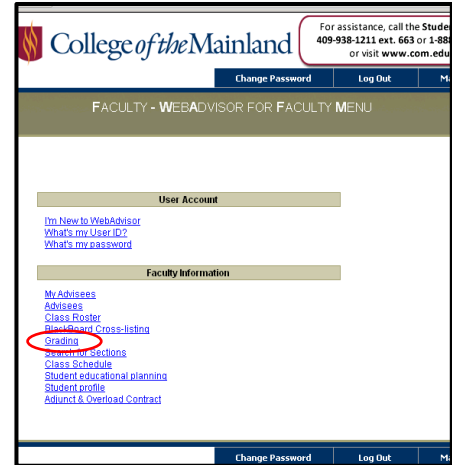 College of the Mainland
For assistance, call the Stude
409-938-1211 ext. 663 or 1-88
or visit www.com.edu
Change Password Log Out
FACULTY - WEBADVISOR FOR FACULTY MENU
User Account
I'm New to WebAdvisor
What's my User ID?
What's my password
Faculty Information
My Advisees
Advisees
Class Roster
BlackBoard Cross-listing
Grading
Search for Sections
Class Schedule
Student educational planning
Student profile
Adjunct & Overload Contract
Change Password Log Out